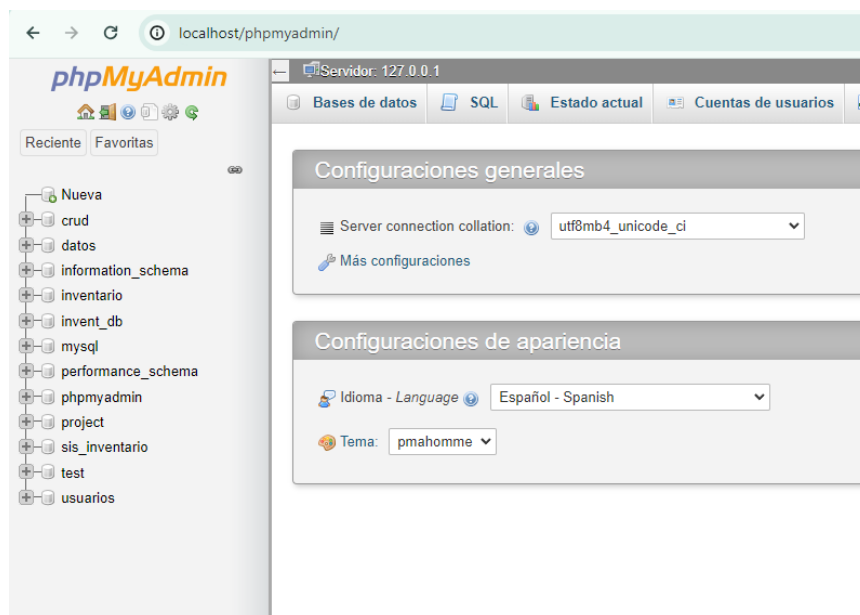 localhost/phpmyadmin/
phpMyAdmin
Reciente Favoritas
Nueva
crud
datos
information_schema
inventario
invent_db
mysql
performance_schema
phpmyadmin
project
sis_inventario
test
usuarios
Servidor: 127.0.0.1
Bases de datos SQL Estado actual Cuentas de usuarios
Configuraciones generales
Server connection collation: utf8mb4_unicode_ci
Más configuraciones
Configuraciones de apariencia
Idioma - Language Español - Spanish
Tema: pmahomme